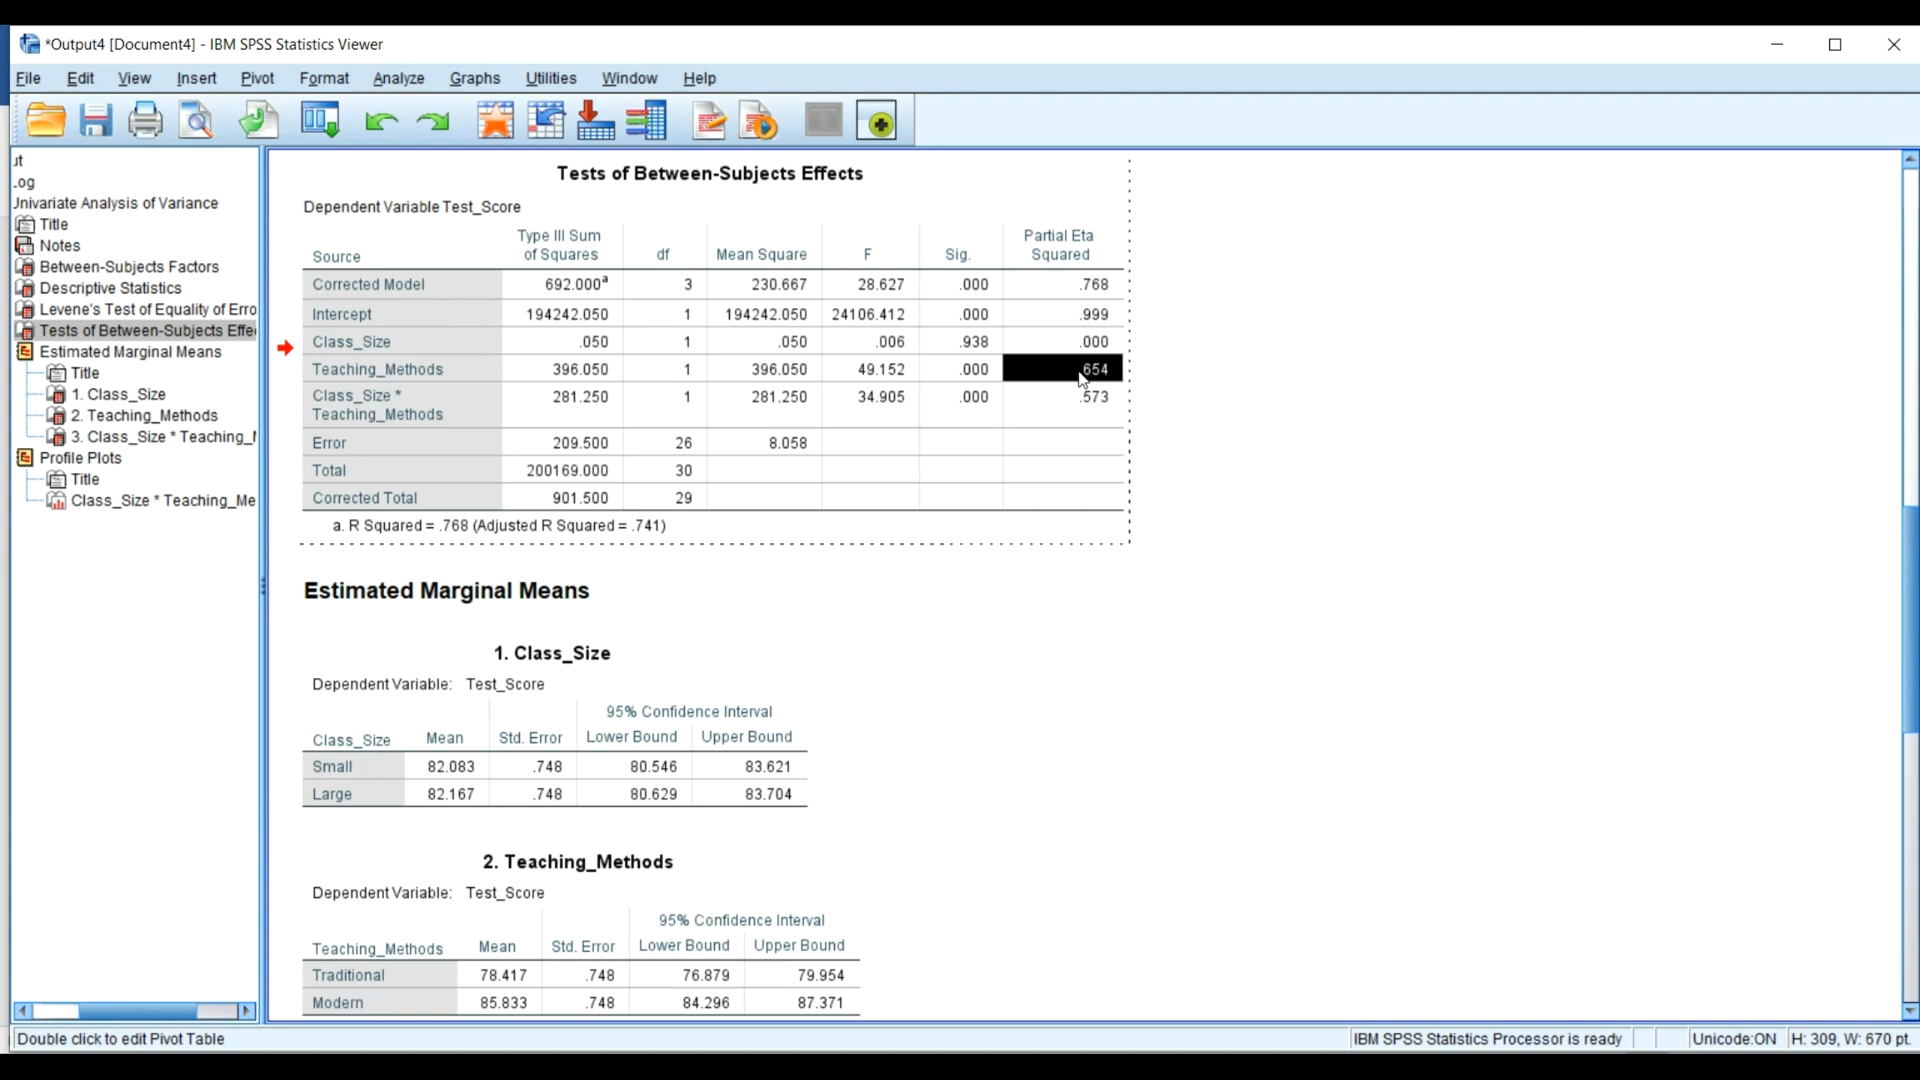 *Output4 [Document4] - IBM SPSS Statistics Viewer
File Edit View Insert Pivot Format Analyze Graphs Utilities Window Help
ut
Log
Univariate Analysis of Variance
Title
Notes
Between-Subjects Factors
Descriptive Statistics
Levene's Test of Equality of Erro
Tests of Between-Subjects Effe
Estimated Marginal Means
Title
1. Class_Size
2. Teaching_Methods
3. Class_Size * Teaching_
Profile Plots
Title
Class_Size * Teaching_Me
Tests of Between-Subjects Effects
Dependent Variable Test_Score
Source Type III Sum of Squares df Mean Square F Sig. Partial Eta Squared
Corrected Model 692.000a 3 230.667 28.627 .000 .768
Intercept 194242.050 1 194242.050 24106.412 .000 .999
Class_Size .050 1 .050 .006 .938 .000
Teaching_Methods 396.050 1 396.050 49.152 .000 .654
Class_Size * Teaching_Methods 281.250 1 281.250 34.905 .000 .573
Error 209.500 26 8.058
Total 200169.000 30
Corrected Total 901.500 29
a. R Squared = .768 (Adjusted R Squared = .741)
Estimated Marginal Means
1. Class_Size
Dependent Variable: Test_Score
95% Confidence Interval
Class_Size Mean Std. Error Lower Bound Upper Bound
Small 82.083 .748 80.546 83.621
Large 82.167 .748 80.629 83.704
2. Teaching_Methods
Dependent Variable: Test_Score
95% Confidence Interval
Teaching_Methods Mean Std. Error Lower Bound Upper Bound
Traditional 78.417 .748 76.879 79.954
Modern 85.833 .748 84.296 87.371
Double click to edit Pivot Table IBM SPSS Statistics Processor is ready Unicode:ON H: 309, W: 670 pt.